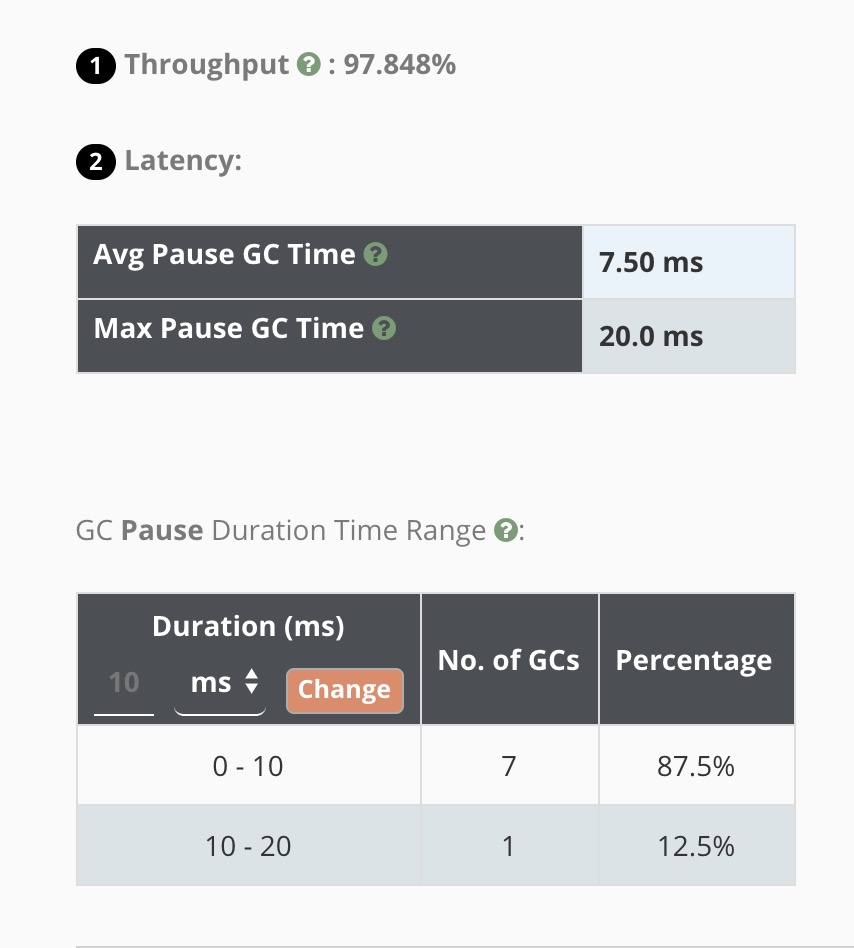 1 Throughput ? : 97.848%
2 Latency:
Avg Pause GC Time ? 7.50 ms
Max Pause GC Time ? 20.0 ms
GC Pause Duration Time Range ?:
Duration (ms)
No. of GCs Percentage
10 ms Change
0 - 10 7 87.5%
10 - 20 1 12.5%